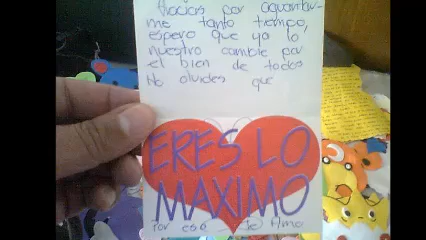 Gracias por aguantar-
me tanto tiempo,
espero que ya lo
nuestro cambie por
el bien de todos
No olvides que
ERES LO
MAXIMO
Por eso te Amo